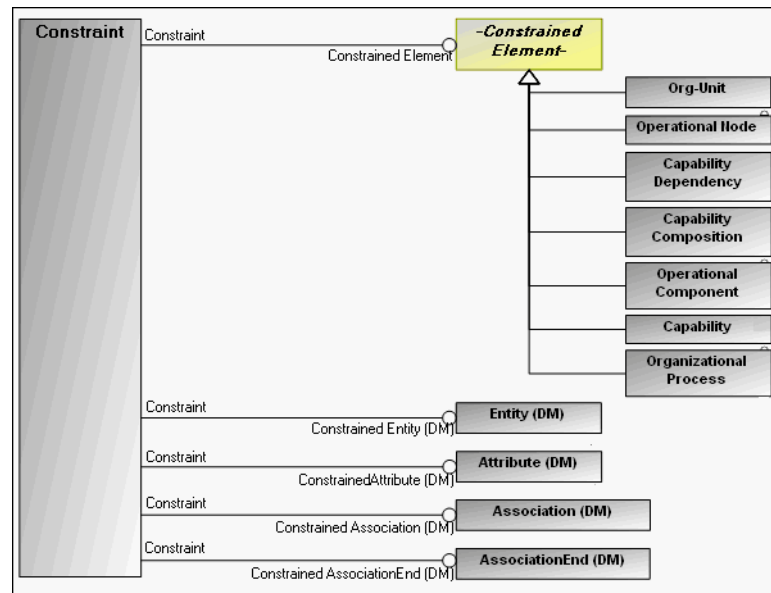 Constraint
Constraint
Constrained Element
-Constrained
Element-
Org-Unit
Operational Node
Capability
Dependency
Capability
Composition
Operational
Component
Capability
Organizational
Process
Constraint
Constrained Entity (DM)
Entity (DM)
Constraint
ConstrainedAttribute (DM)
Attribute (DM)
Constraint
Constrained Association (DM)
Association (DM)
Constraint
Constrained AssociationEnd (DM)
AssociationEnd (DM)